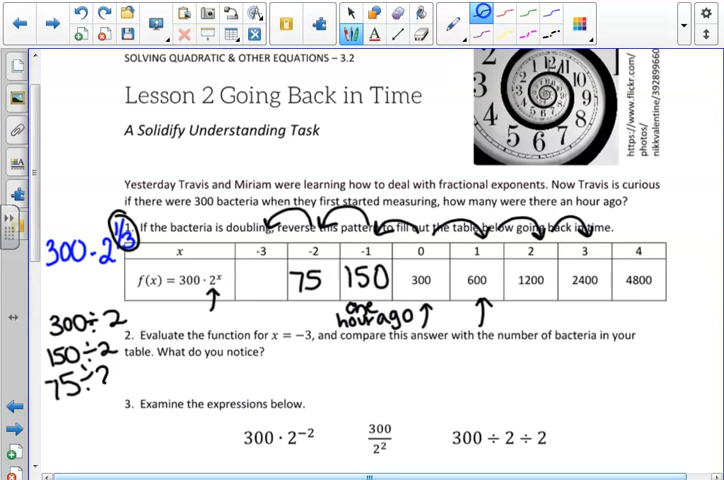 SOLVING QUADRATIC & OTHER EQUATIONS – 3.2
Lesson 2 Going Back in Time
A Solidify Understanding Task
https://www.flickr.com/
photos/
nikkvalentine/392899660
Yesterday Travis and Miriam were learning how to deal with fractional exponents. Now Travis is curious
if there were 300 bacteria when they first started measuring, how many were there an hour ago?
1. If the bacteria is doubling, reverse this pattern to fill out the table below going back in time.
300 · 2^1/3
x -3 -2 -1 0 1 2 3 4
f(x) = 300 · 2^x 75 150 300 600 1200 2400 4800
one
hour ago
300÷2
150÷2
75÷2
2. Evaluate the function for x = −3, and compare this answer with the number of bacteria in your
table. What do you notice?
3. Examine the expressions below.
300 · 2^−2 300/2^2 300 ÷ 2 ÷ 2